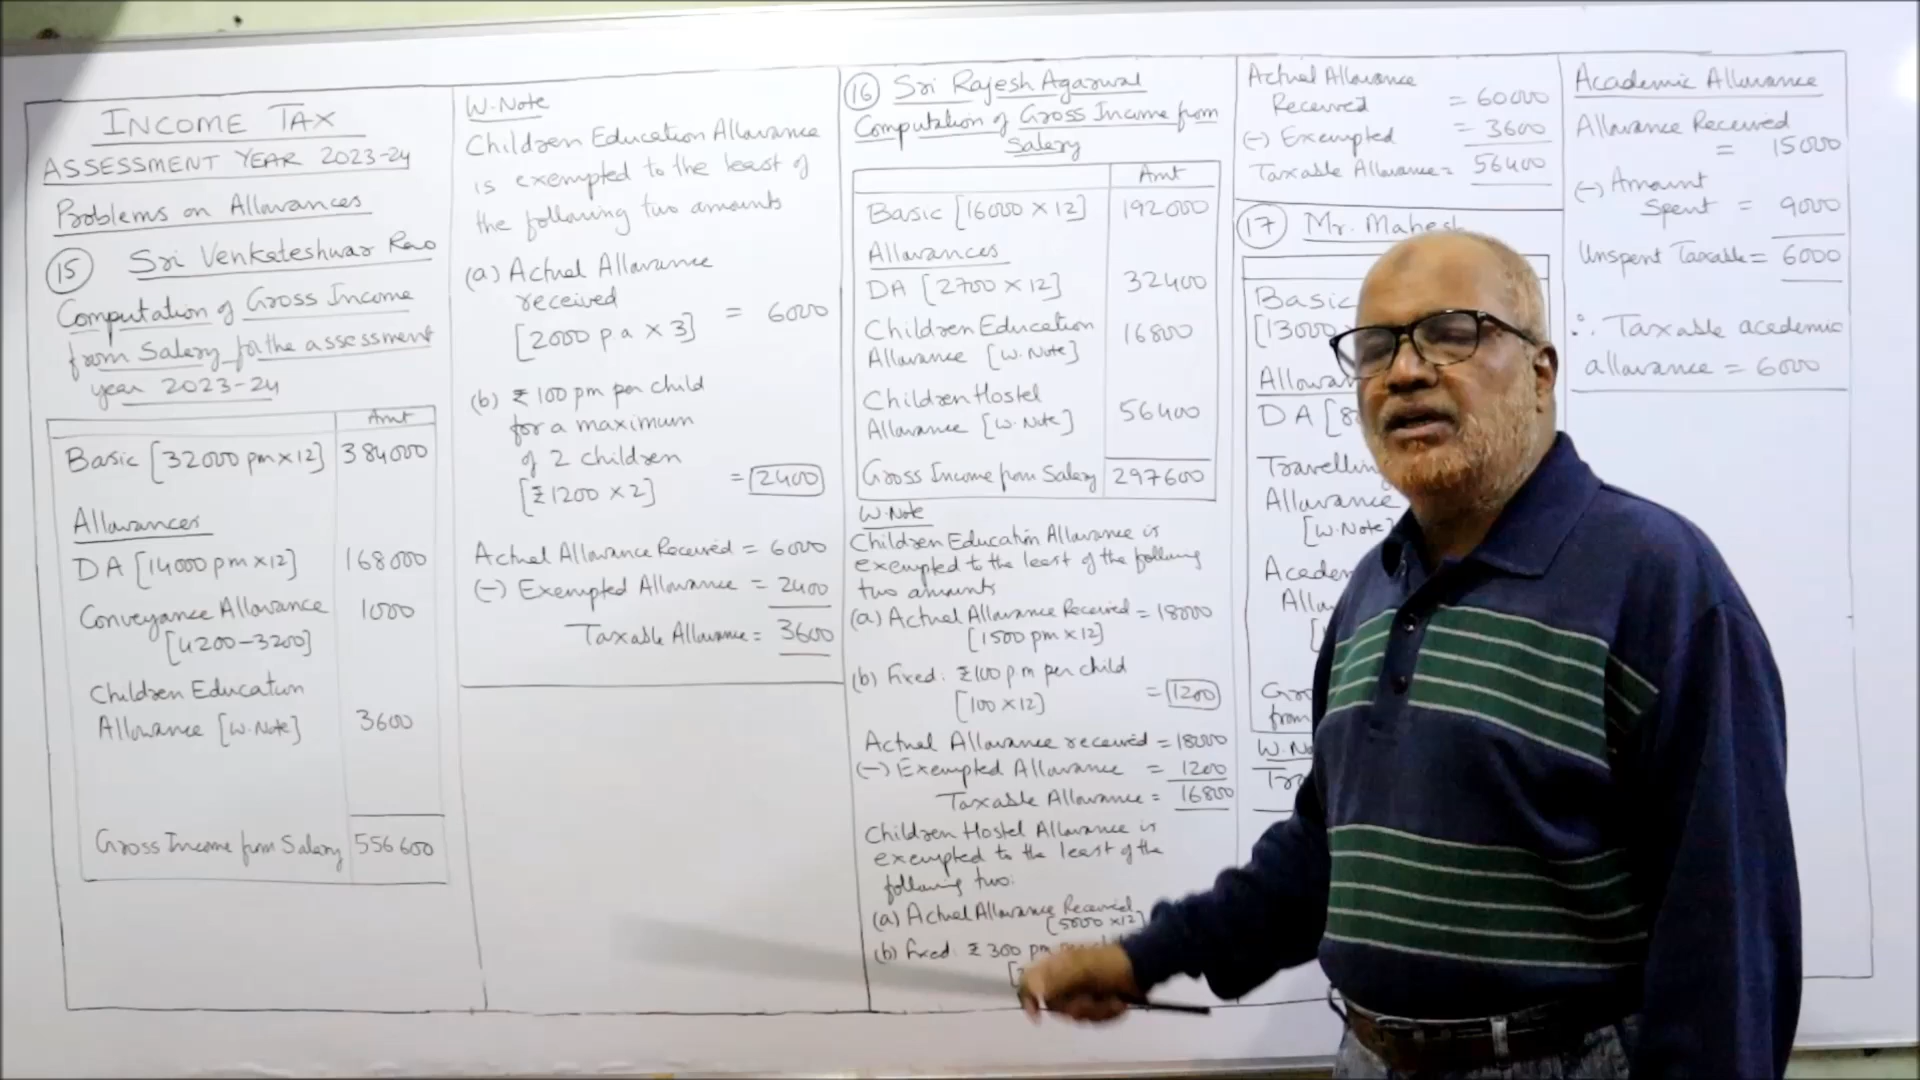 INCOME TAX
ASSESSMENT YEAR 2023-24
Problems on Allowances
15 Sri Venkateshwar Rao
Computation of Gross Income
from Salary for the assessment
year 2023-24
Amt
Basic [32000 pm x 12] 384000
Allowances
DA [14000 pm x 12] 168000
Conveyance Allowance 1000
[4200-3200]
Children Education
Allowance [W.Note] 3600
Gross Income from Salary 556600
W.Note
Children Education Allowance
is exempted to the least of
the following two amounts
(a) Actual Allowance
received
[2000 p a x 3] = 6000
(b) ₹100 pm per child
for a maximum
of 2 children
[₹1200 x 2] = 2400
Actual Allowance Received = 6000
(-) Exempted Allowance = 2400
Taxable Allowance = 3600
16 Sri Rajesh Agarwal
Computation of Gross Income from
Salary
Amt
Basic [16000 x 12] 192000
Allowances
DA [2700 x 12] 32400
Children Education
Allowance [W.Note] 16800
Children Hostel
Allowance [W.Note] 56400
Gross Income from Salary 297600
W.Note
Children Education Allowance is
exempted to the least of the following
two amounts
(a) Actual Allowance Received = 18000
[1500 pm x 12]
(b) Fixed: ₹100 p.m per child
[100 x 12] = 1200
Actual Allowance received = 18000
(-) Exempted Allowance = 1200
Taxable Allowance = 16800
Children Hostel Allowance is
exempted to the least of the
following two:
(a) Actual Allowance Received
[5000 x 12]
(b) Fixed: ₹300 pm
Actual Allowance
Received = 60000
(-) Exempted = 3600
Taxable Allowance = 56400
17 Mr. Mahesh
Basic
[13000
DA [8
Allowance
[W.Note]
W.No
Academic Allowance
Allowance Received
= 15000
(-) Amount
Spent = 9000
Unspent Taxable = 6000
∴ Taxable academic
allowance = 6000